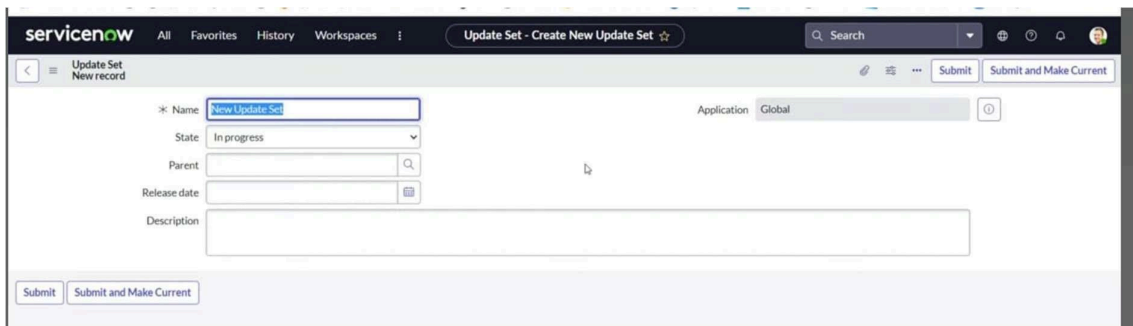 servicenow All Favorites History Workspaces Update Set - Create New Update Set Search
Update Set
New record
Submit Submit and Make Current
* Name New Update Set
Application Global
State In progress
Parent
Release date
Description
Submit Submit and Make Current